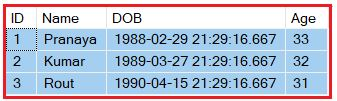 ID Name DOB Age
1 Pranaya 1988-02-29 21:29:16.667 33
2 Kumar 1989-03-27 21:29:16.667 32
3 Rout 1990-04-15 21:29:16.667 31